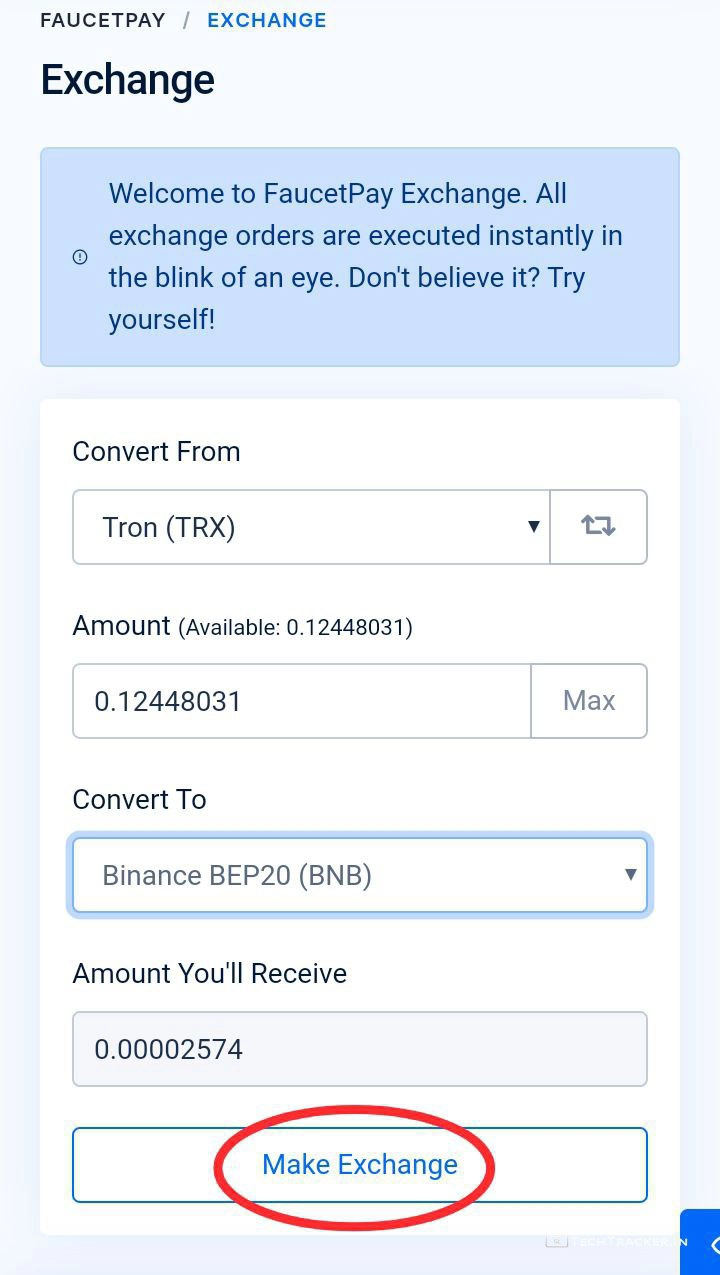 FAUCETPAY / EXCHANGE
Exchange
Welcome to FaucetPay Exchange. All
exchange orders are executed instantly in
the blink of an eye. Don't believe it? Try
yourself!
Convert From
Tron (TRX)
Amount (Available: 0.12448031)
0.12448031 Max
Convert To
Binance BEP20 (BNB)
Amount You'll Receive
0.00002574
Make Exchange
TECHTRACKER.IN